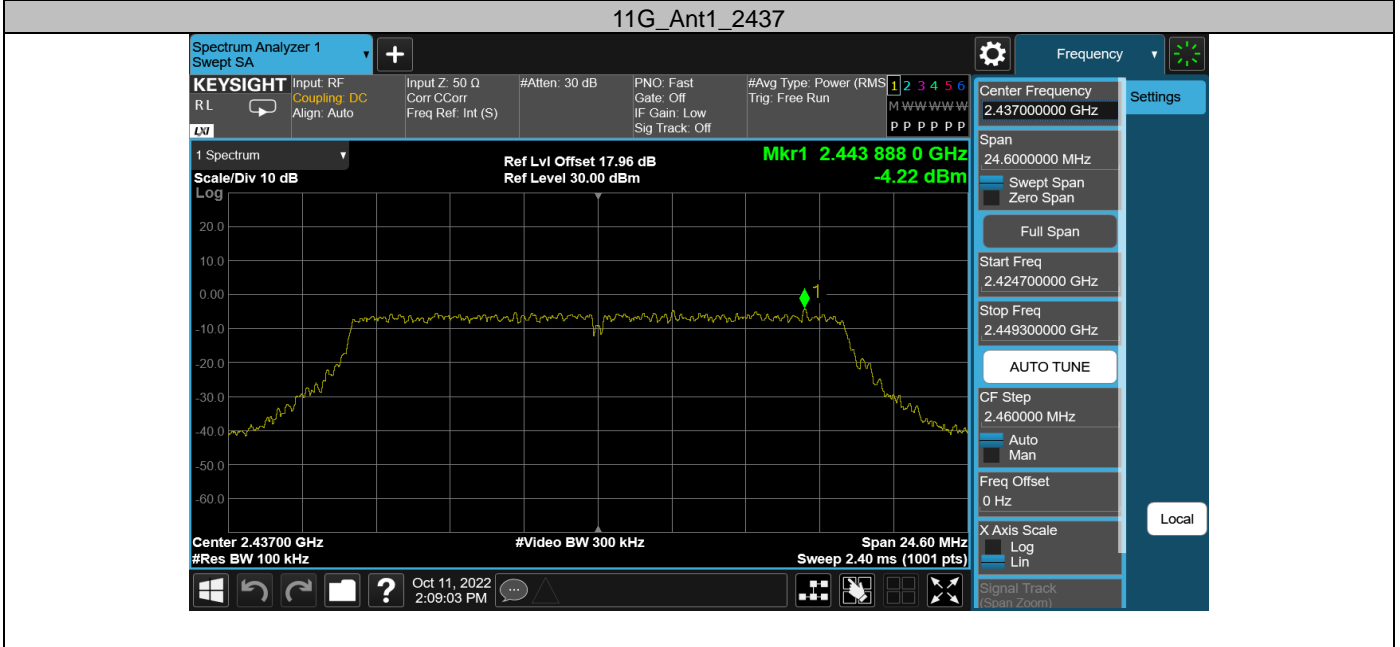 11G_Ant1_2437
Spectrum Analyzer 1
Swept SA
Frequency
KEYSIGHT
RL
LXI
Input: RF
Coupling: DC
Align: Auto
Input Z: 50 Ω
Corr CCorr
Freq Ref: Int (S)
#Atten: 30 dB
PNO: Fast
Gate: Off
IF Gain: Low
Sig Track: Off
#Avg Type: Power (RMS
Trig: Free Run
1 2 3 4 5 6
M W W W W W
P P P P P P
1 Spectrum
Scale/Div 10 dB
Ref Lvl Offset 17.96 dB
Ref Level 30.00 dBm
Mkr1 2.443 888 0 GHz
-4.22 dBm
Log
20.0
10.0
0.00
-10.0
-20.0
-30.0
-40.0
-50.0
-60.0
1
Center 2.43700 GHz
#Res BW 100 kHz
#Video BW 300 kHz
Span 24.60 MHz
Sweep 2.40 ms (1001 pts)
Center Frequency
2.437000000 GHz
Span
24.6000000 MHz
Swept Span
Zero Span
Full Span
Start Freq
2.424700000 GHz
Stop Freq
2.449300000 GHz
AUTO TUNE
CF Step
2.460000 MHz
Auto
Man
Freq Offset
0 Hz
X Axis Scale
Log
Lin
Signal Track
(Span Zoom)
Settings
Local
?
Oct 11, 2022
2:09:03 PM